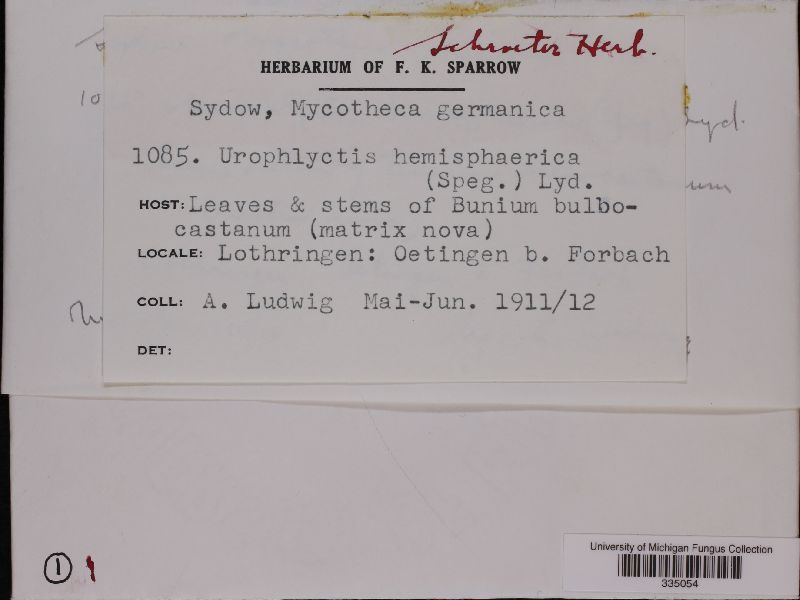 Schroeter Herb.
HERBARIUM OF F. K. SPARROW
Sydow, Mycotheca germanica
1085. Urophlyctis hemisphaerica
(Speg.) Lyd.
HOST: Leaves & stems of Bunium bulbo-
castanum (matrix nova)
LOCALE: Lothringen: Oetingen b. Forbach
COLL: A. Ludwig Mai-Jun. 1911/12
DET:
10
1
University of Michigan Fungus Collection
335054